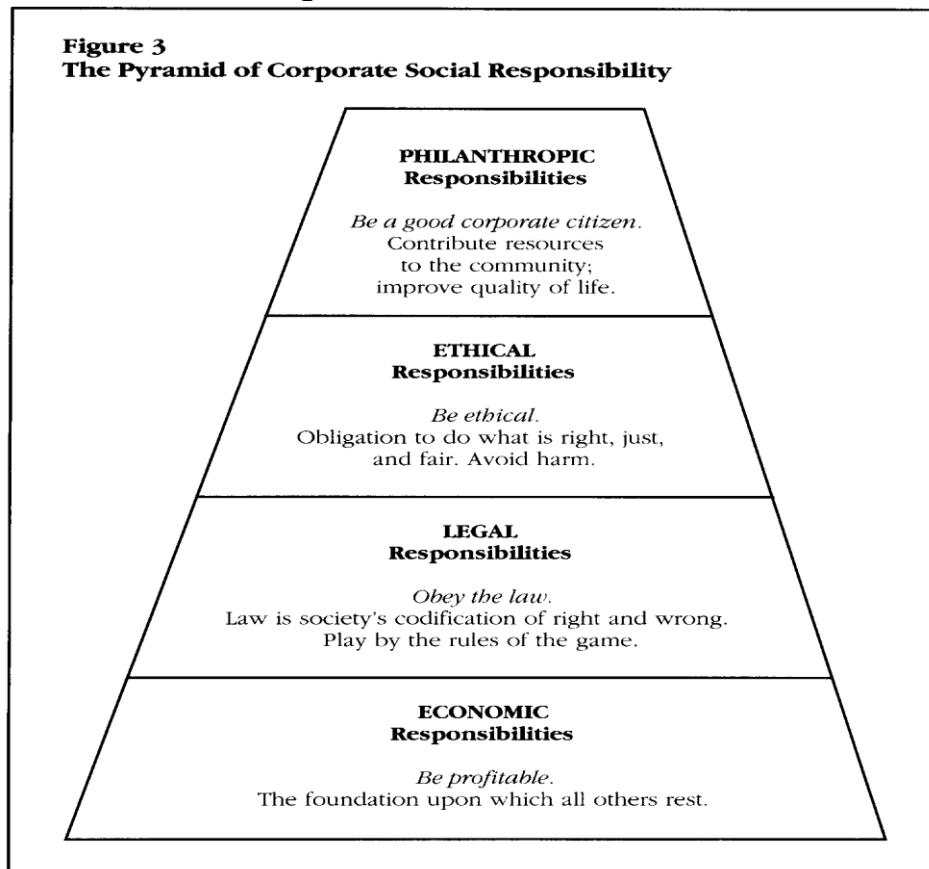 Figure 3
The Pyramid of Corporate Social Responsibility
PHILANTHROPIC
Responsibilities
Be a good corporate citizen.
Contribute resources
to the community;
improve quality of life.
ETHICAL
Responsibilities
Be ethical.
Obligation to do what is right, just,
and fair. Avoid harm.
LEGAL
Responsibilities
Obey the law.
Law is society's codification of right and wrong.
Play by the rules of the game.
ECONOMIC
Responsibilities
Be profitable.
The foundation upon which all others rest.